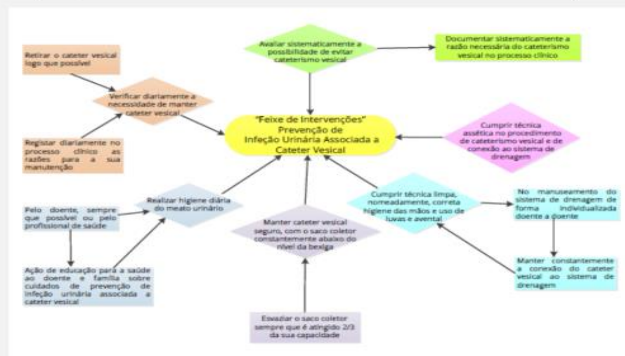 Avaliar sistematicamente a
possibilidade de evitar
cateterismo vesical
Documentar sistematicamente a
razão necessária do cateterismo
vesical no processo clínico
Retirar o cateter vesical
logo que possível
Verificar diariamente a
necessidade de manter
cateter vesical
Registar diariamente no
processo clínico as
razões para a sua
manutenção
"Feixe de Intervenções"
Prevenção de
Infeção Urinária Associada a
Cateter Vesical
Cumprir técnica
assética no procedimento
de cateterismo vesical e de
conexão ao sistema de
drenagem
Pelo doente, sempre
que possível ou pelo
profissional de saúde
Realizar higiene diária
do meato urinário
Ação de educação para a saúde
ao doente e família sobre
cuidados de prevenção de
infeção urinária associada a
cateter vesical
Manter cateter vesical
seguro, com o saco coletor
constantemente abaixo do
nível da bexiga
Esvaziar o saco coletor
sempre que é atingido 2/3
da sua capacidade
Cumprir técnica limpa,
nomeadamente, correta
higiene das mãos e uso de
luvas e avental
No manuseamento do
sistema de drenagem de
forma individualizada
doente a doente
Manter constantemente
a conexão do cateter
vesical ao sistema de
drenagem